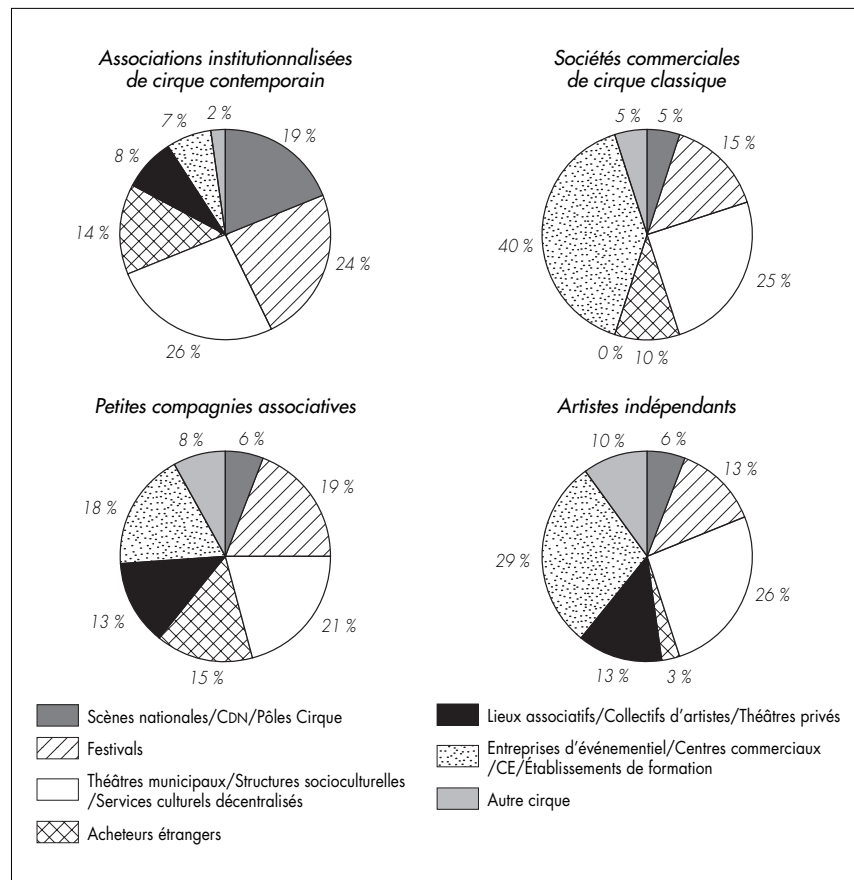 Associations institutionnalisées
de cirque contemporain
2 %
19 %
24 %
26 %
14 %
8 %
7 %
Sociétés commerciales
de cirque classique
5 %
5 %
15 %
25 %
10 %
0 %
40 %
Petites compagnies associatives
8 %
6 %
19 %
21 %
15 %
13 %
18 %
Artistes indépendants
10 %
6 %
13 %
26 %
3 %
13 %
29 %
Scènes nationales/CDN/Pôles Cirque
Festivals
Théâtres municipaux/Structures socioculturelles
/Services culturels décentralisés
Acheteurs étrangers
Lieux associatifs/Collectifs d'artistes/Théâtres privés
Entreprises d'événementiel/Centres commerciaux
/CE/Établissements de formation
Autre cirque